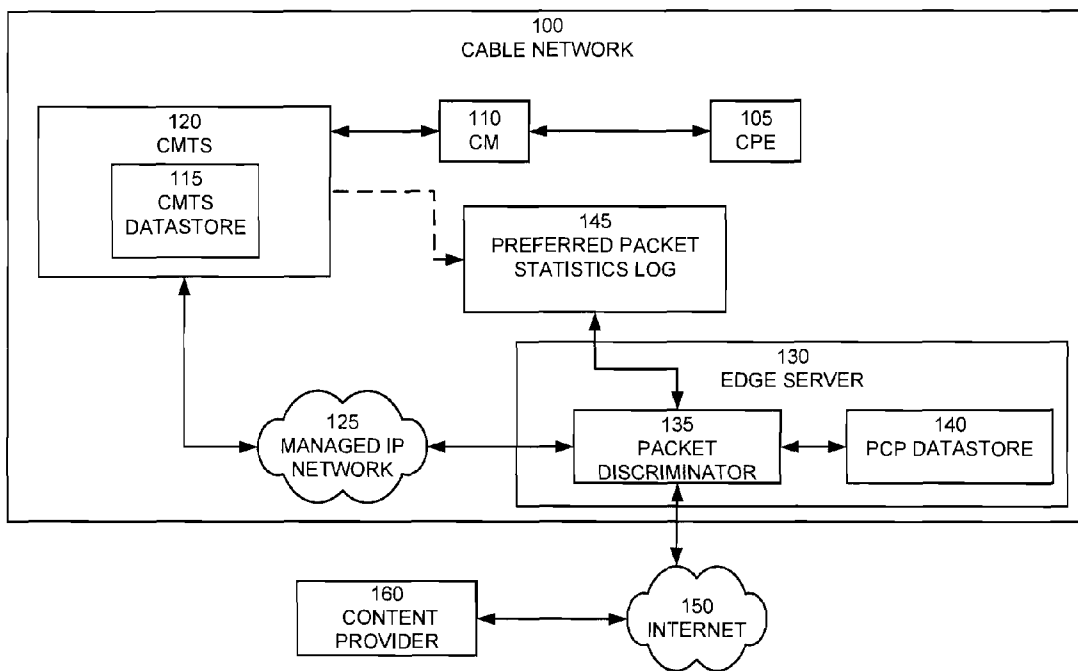 100
CABLE NETWORK
120
CMTS
115
CMTS
DATASTORE
110
CM
105
CPE
145
PREFERRED PACKET
STATISTICS LOG
130
EDGE SERVER
125
MANAGED IP
NETWORK
135
PACKET
DISCRIMINATOR
140
PCP DATASTORE
160
CONTENT
PROVIDER
150
INTERNET